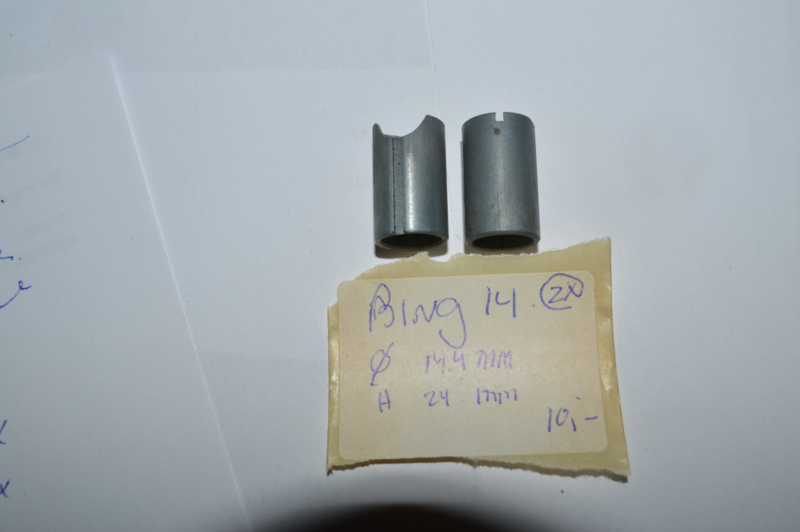 Bing 14. 2x
Ø 14.4 mm
H 24 mm
10,-